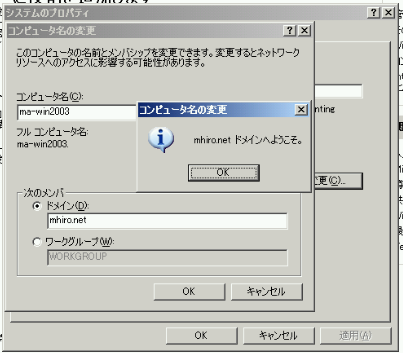 システムのプロパティ
コンピュータ名の変更
このコンピュータの名前とメンバシップを変更できます。変更するとネットワーク
リソースへのアクセスに影響する可能性があります。
コンピュータ名(C):
ma-win2003
フル コンピュータ名:
ma-win2003.
コンピュータ名の変更
mhiro.net ドメインへようこそ。
OK
nting
変更(C)...
次のメンバ
ドメイン(D):
mhiro.net
ワークグループ(W):
WORKGROUP
OK
キャンセル
OK
キャンセル
適用(A)